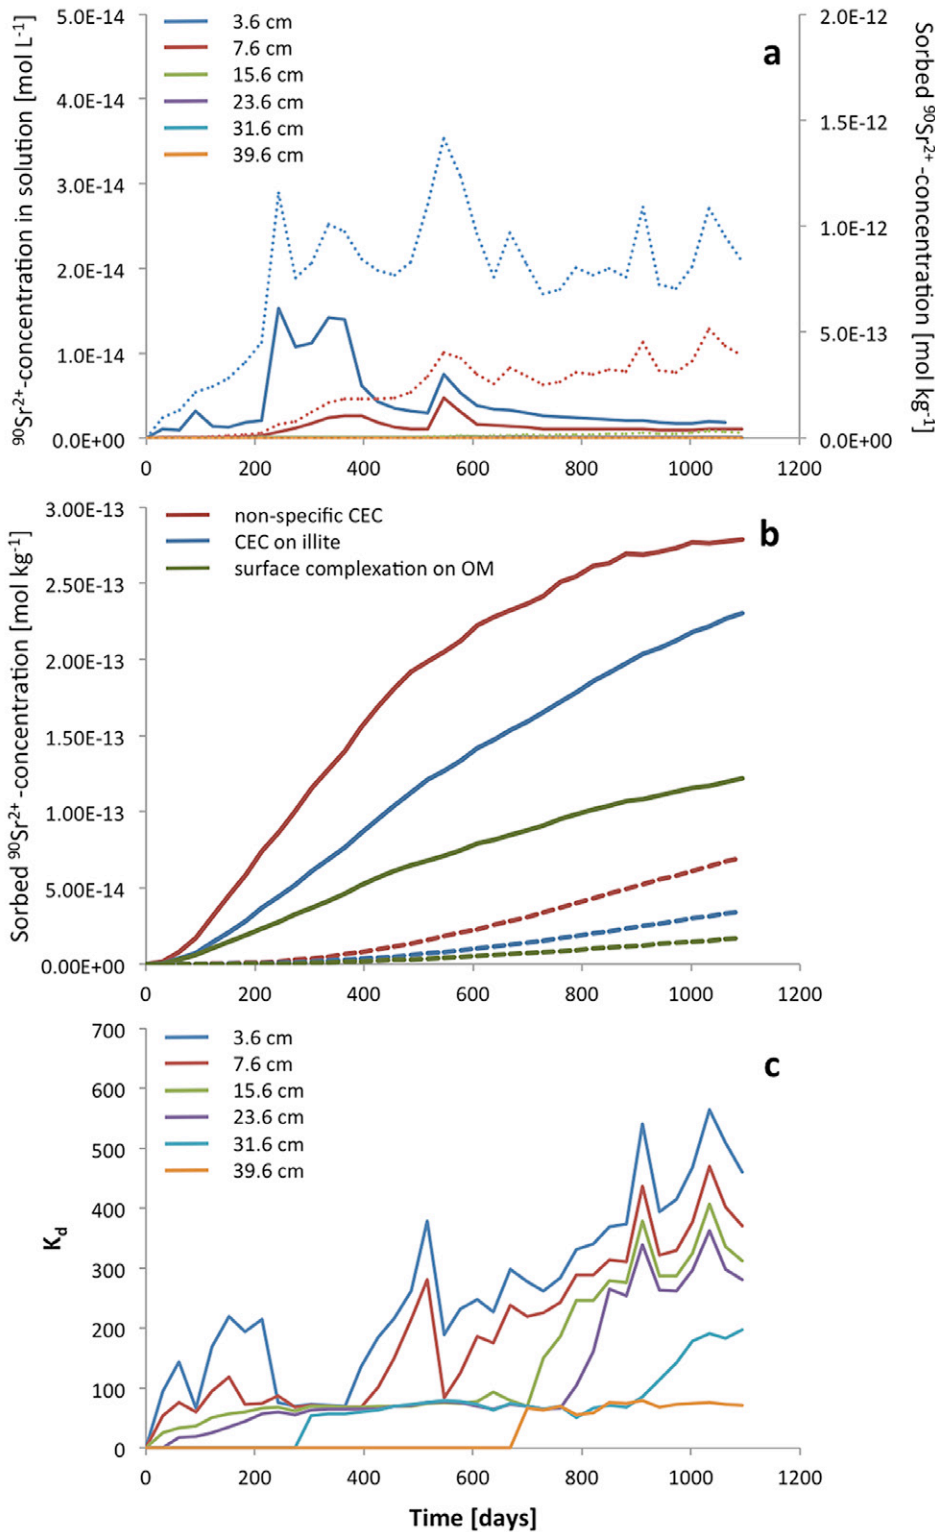 ⁹⁰Sr²⁺-concentration in solution [mol L⁻¹]
5.0E-14
4.0E-14
3.0E-14
2.0E-14
1.0E-14
0.0E+00
3.6 cm
7.6 cm
15.6 cm
23.6 cm
31.6 cm
39.6 cm
a
2.0E-12
1.5E-12
1.0E-12
5.0E-13
0.0E+00
Sorbed ⁹⁰Sr²⁺-concentration [mol kg⁻¹]
0 200 400 600 800 1000 1200
Sorbed ⁹⁰Sr²⁺-concentration [mol kg⁻¹]
3.00E-13
2.50E-13
2.00E-13
1.50E-13
1.00E-13
5.00E-14
0.00E+00
non-specific CEC
CEC on illite
surface complexation on OM
b
0 200 400 600 800 1000 1200
K_d
700
600
500
400
300
200
100
0
3.6 cm
7.6 cm
15.6 cm
23.6 cm
31.6 cm
39.6 cm
c
0 200 400 600 800 1000 1200
Time [days]